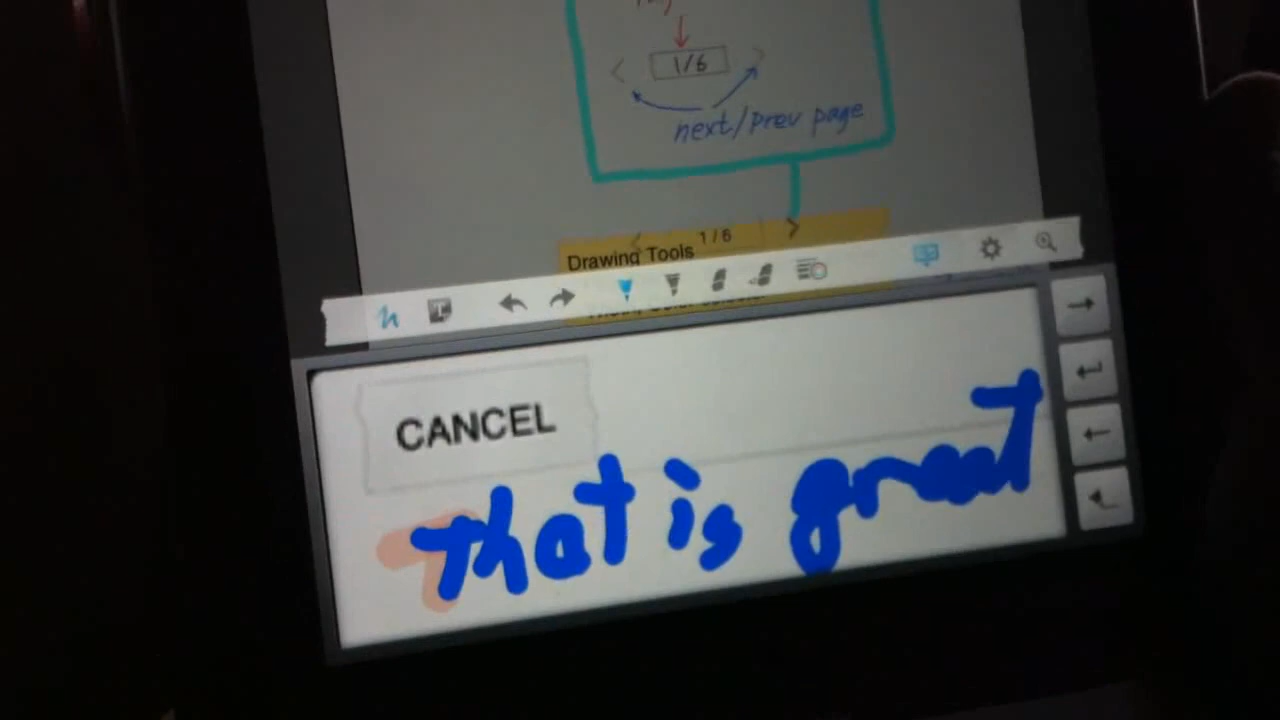 1/6
next/prev page
1 / 6
Drawing Tools
CANCEL
That is great